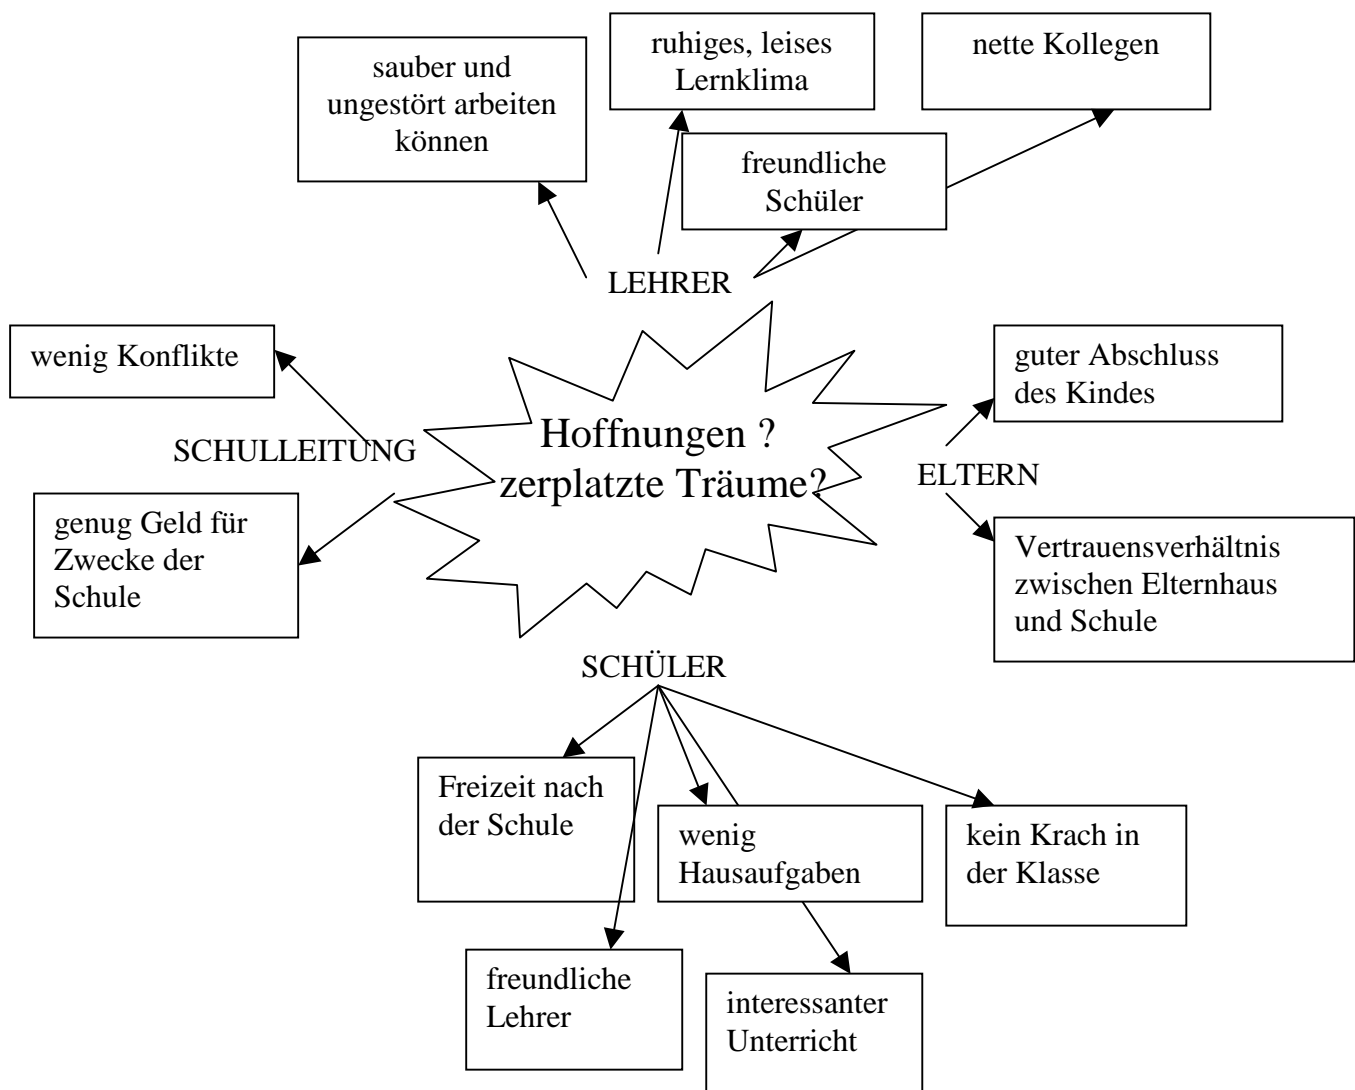 sauber und
ungestört arbeiten
können
ruhiges, leises
Lernklima
nette Kollegen
freundliche
Schüler
LEHRER
wenig Konflikte
SCHULLEITUNG
genug Geld für
Zwecke der
Schule
Hoffnungen ?
zerplatzte Träume?
guter Abschluss
des Kindes
ELTERN
Vertrauensverhältnis
zwischen Elternhaus
und Schule
SCHÜLER
Freizeit nach
der Schule
wenig
Hausaufgaben
kein Krach in
der Klasse
freundliche
Lehrer
interessanter
Unterricht